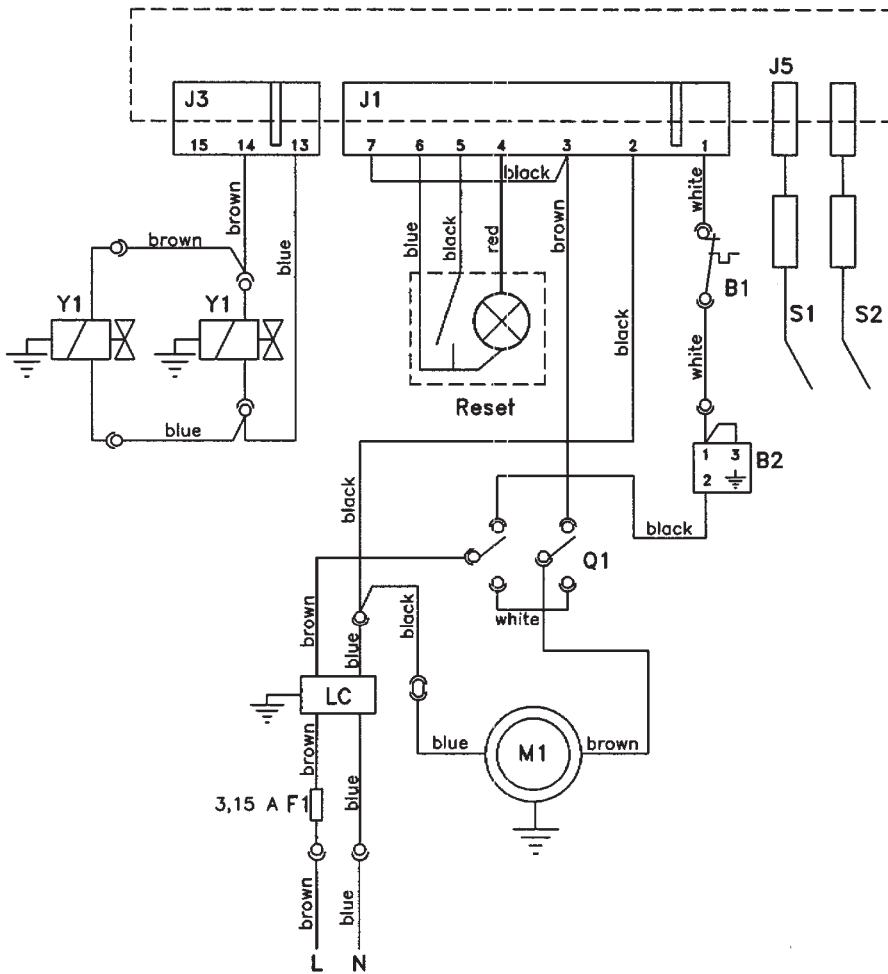 J3
J1
J5
15 14 13
7 6 5 4 3 2 1
black
brown
blue
brown
blue
black
red
brown
black
white
B1
white
S1
S2
Y1
Y1
blue
Reset
1 3
2
B2
black
black
Q1
white
brown
blue
black
LC
blue
M1
brown
brown
blue
3,15 A F1
brown
blue
L N